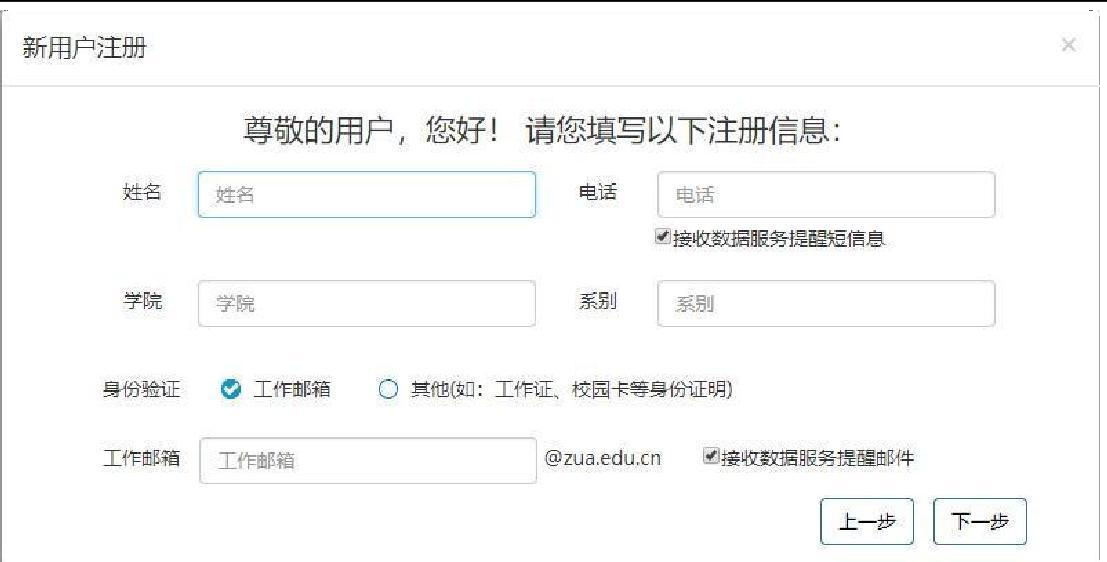 新用户注册 ×
尊敬的用户，您好！ 请您填写以下注册信息：
姓名 姓名 电话 电话
接收数据服务提醒短信息
学院 学院 系别 系别
身份验证 工作邮箱 其他(如：工作证、校园卡等身份证明)
工作邮箱 工作邮箱 @zua.edu.cn 接收数据服务提醒邮件
上一步 下一步